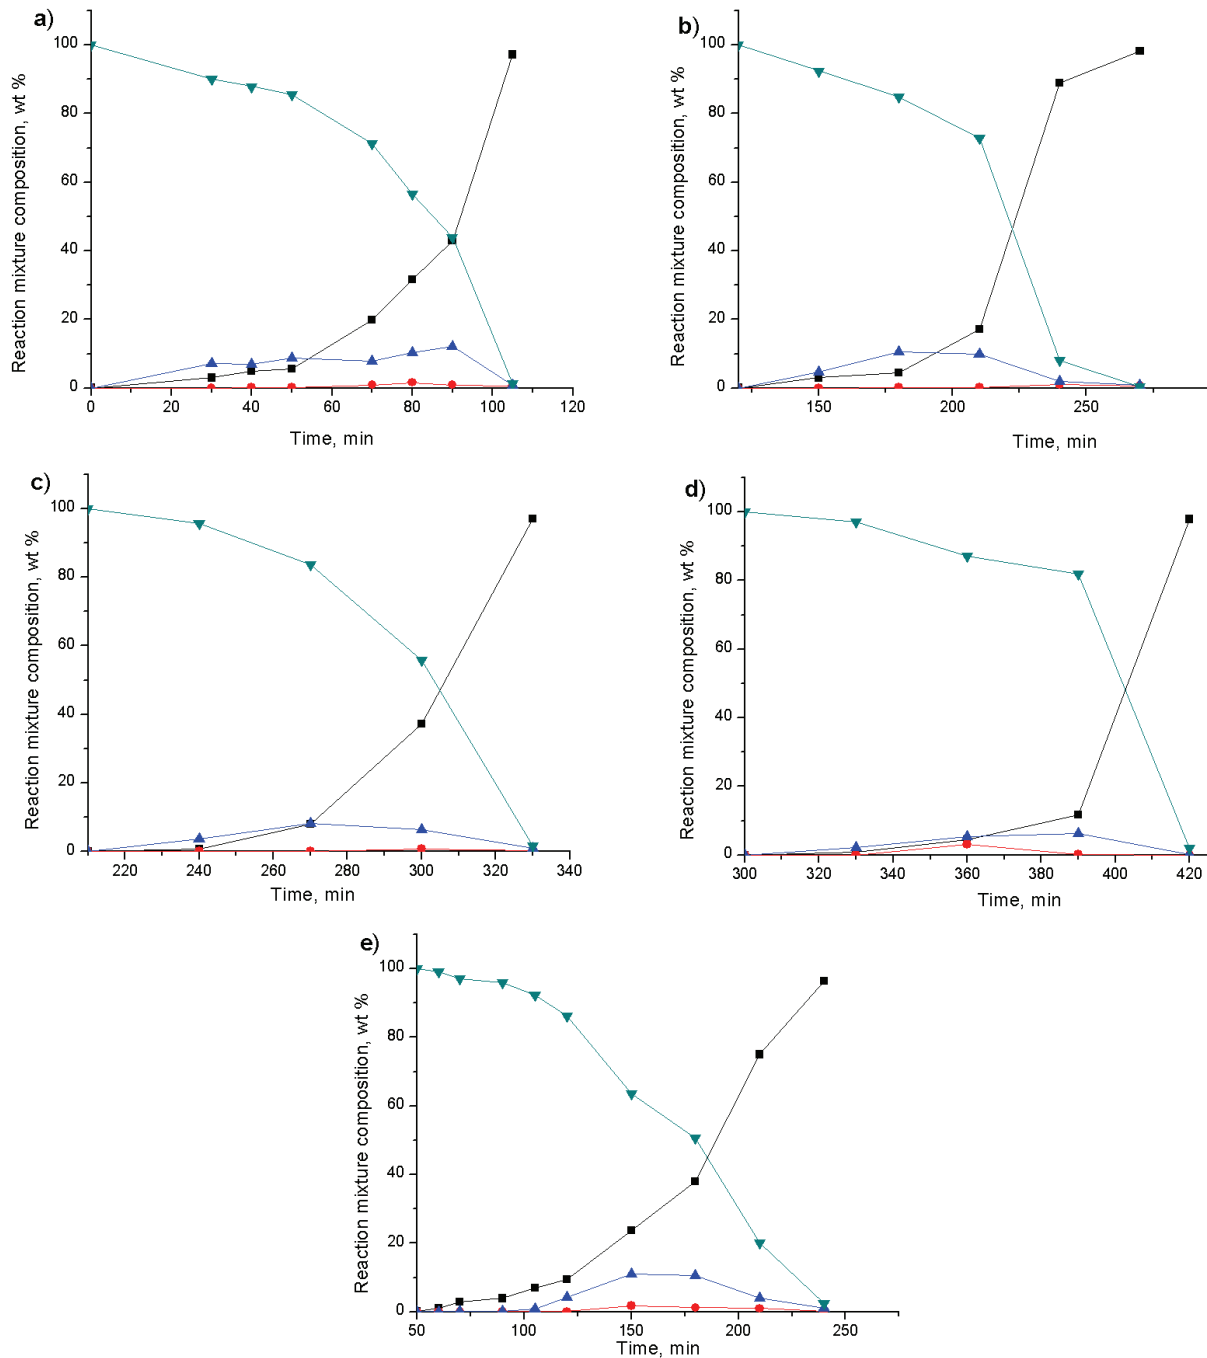 a)
Reaction mixture composition, wt %
100
80
60
40
20
0
0 20 40 60 80 100 120
Time, min
b)
Reaction mixture composition, wt %
100
80
60
40
20
0
150 200 250
Time, min
c)
Reaction mixture composition, wt %
100
80
60
40
20
0
220 240 260 280 300 320 340
Time, min
d)
Reaction mixture composition, wt %
100
80
60
40
20
0
300 320 340 360 380 400 420
Time, min
e)
Reaction mixture composition, wt %
100
80
60
40
20
0
50 100 150 200 250
Time, min